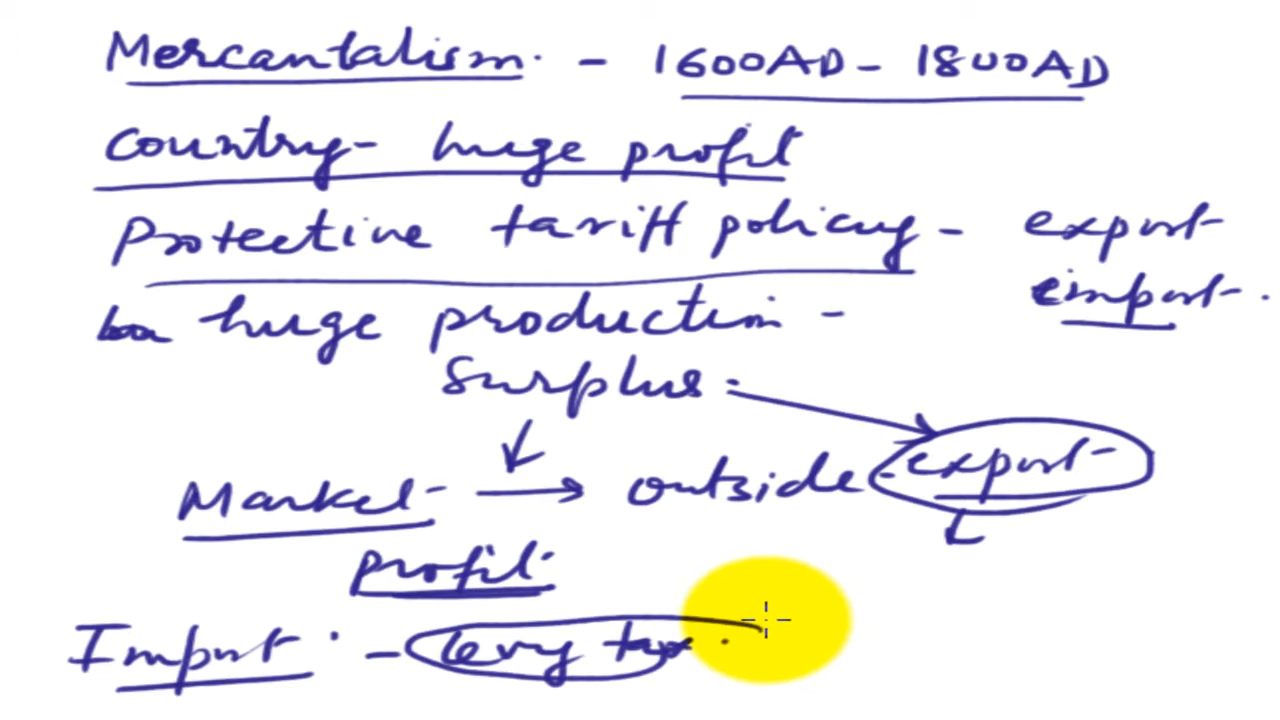 Mercantalism - 1600AD - 1800AD
Country - huge profit
Protective tariff policy - export
import.
huge production -
Surplus -
Market - → outside - export
profit
Import - levy tax.